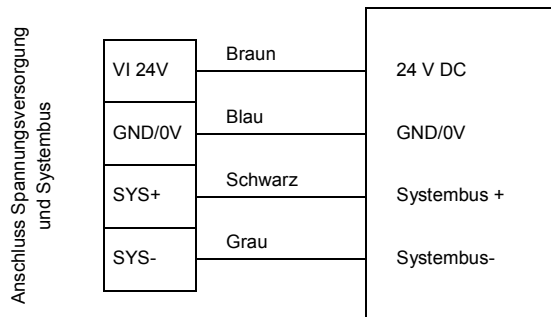 Anschluss Spannungsversorgung
und Systembus
VI 24V
Braun
24 V DC
GND/0V
Blau
GND/0V
SYS+
Schwarz
Systembus +
SYS-
Grau
Systembus-